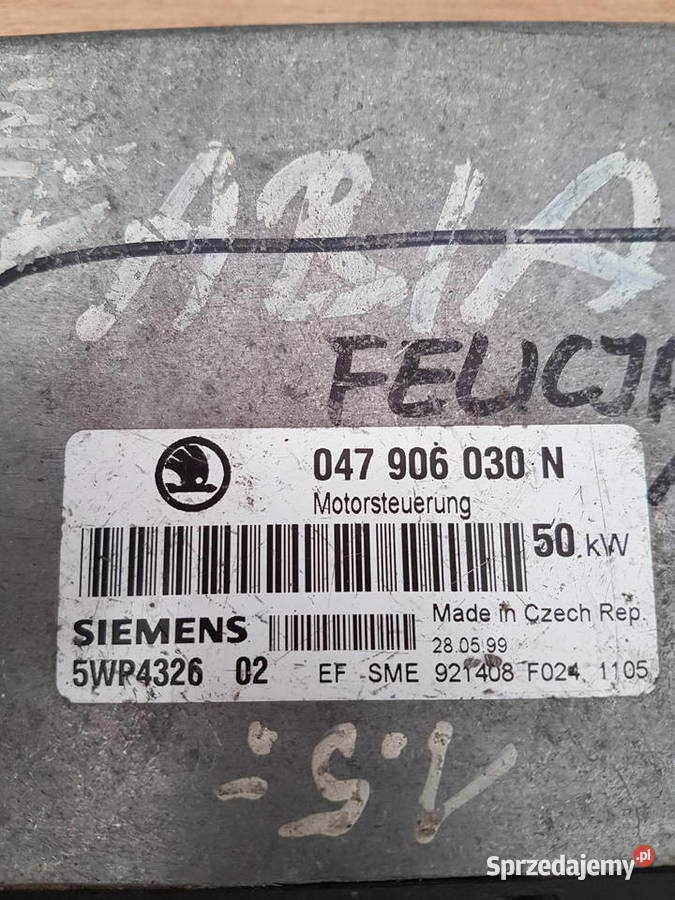 FABIA
FELICJA
047 906 030 N
Motorsteuerung
50 kW
SIEMENS
Made in Czech Rep.
28.05.99
5WP4326 02 EF SME 921408 F024 1105
1.5.-
Sprzedajemy.pl